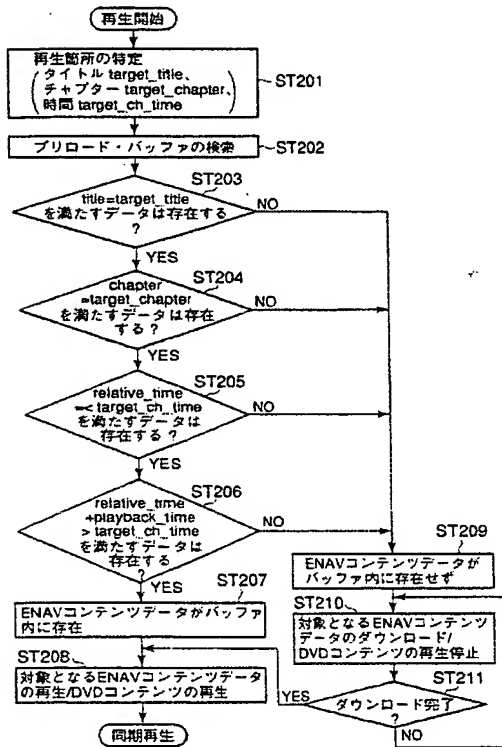 再生開始
再生箇所の特定
タイトル target_title、
チャプター target_chapter、
時間 target_ch_time
ST201
プリロード・バッファの検索
ST202
ST203
title=target_title
を満たすデータは存在する
?
NO
YES
ST204
chapter
=target_chapter
を満たすデータは存在
する?
NO
YES
ST205
relative_time
=< target_ch_time
を満たすデータは
存在する?
NO
YES
ST206
relative_time
+playback_time
> target_ch_time
を満たすデータは
存在する
?
NO
YES
ST207
ENAVコンテンツデータがバッファ
内に存在
ST208
対象となるENAVコンテンツデータ
の再生/DVDコンテンツの再生
同期再生
ST209
ENAVコンテンツデータが
バッファ内に存在せず
ST210
対象となるENAVコンテンツ
データのダウンロード/
DVDコンテンツの再生停止
ST211
ダウンロード完了
?
YES
NO